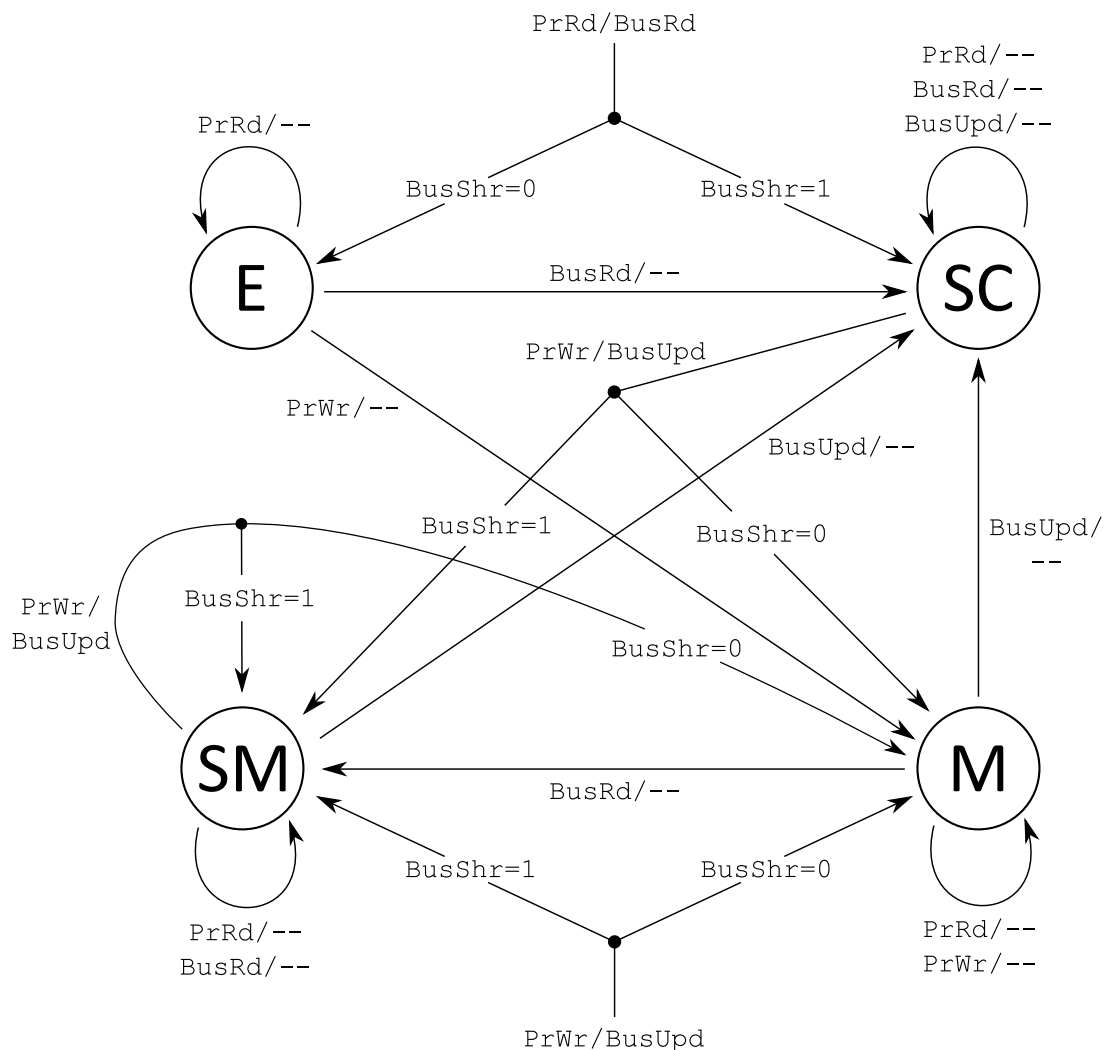 PrRd/BusRd
PrRd/--
BusRd/--
BusUpd/--
PrRd/--
BusShr=0
BusShr=1
E
SC
BusRd/--
PrWr/BusUpd
PrWr/--
BusUpd/--
BusShr=1
BusShr=0
BusUpd/
--
BusShr=1
PrWr/
BusUpd
BusShr=0
SM
M
BusRd/--
BusShr=1
BusShr=0
PrRd/--
BusRd/--
PrRd/--
PrWr/--
PrWr/BusUpd